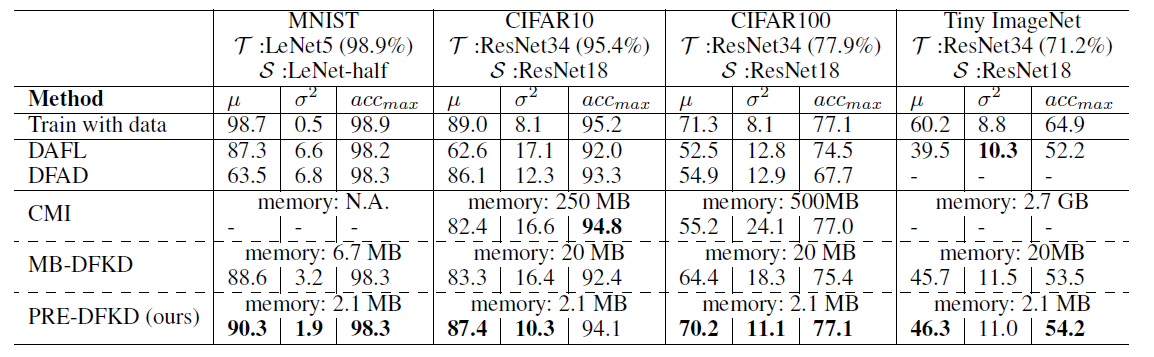 MNIST CIFAR10 CIFAR100 Tiny ImageNet
𝒯 :LeNet5 (98.9%) 𝒯 :ResNet34 (95.4%) 𝒯 :ResNet34 (77.9%) 𝒯 :ResNet34 (71.2%)
𝒮 :LeNet-half 𝒮 :ResNet18 𝒮 :ResNet18 𝒮 :ResNet18
Method μ σ² acc_max μ σ² acc_max μ σ² acc_max μ σ² acc_max
Train with data 98.7 0.5 98.9 89.0 8.1 95.2 71.3 8.1 77.1 60.2 8.8 64.9
DAFL 87.3 6.6 98.2 62.6 17.1 92.0 52.5 12.8 74.5 39.5 10.3 52.2
DFAD 63.5 6.8 98.3 86.1 12.3 93.3 54.9 12.9 67.7 - - -
memory: N.A. memory: 250 MB memory: 500MB memory: 2.7 GB
CMI - - - 82.4 16.6 94.8 55.2 24.1 77.0 - - -
memory: 6.7 MB memory: 20 MB memory: 20 MB memory: 20MB
MB-DFKD 88.6 3.2 98.3 83.3 16.4 92.4 64.4 18.3 75.4 45.7 11.5 53.5
memory: 2.1 MB memory: 2.1 MB memory: 2.1 MB memory: 2.1 MB
PRE-DFKD (ours) 90.3 1.9 98.3 87.4 10.3 94.1 70.2 11.1 77.1 46.3 11.0 54.2